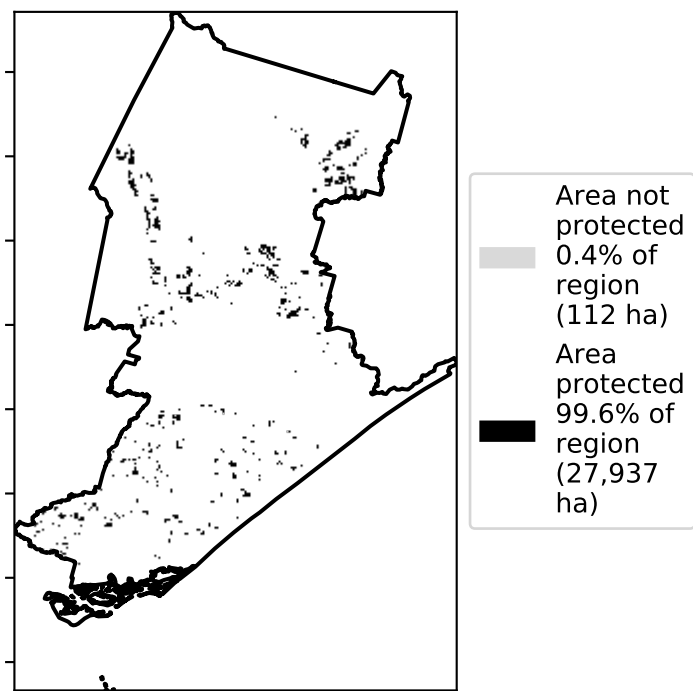 Area not
protected
0.4% of
region
(112 ha)
Area
protected
99.6% of
region
(27,937
ha)